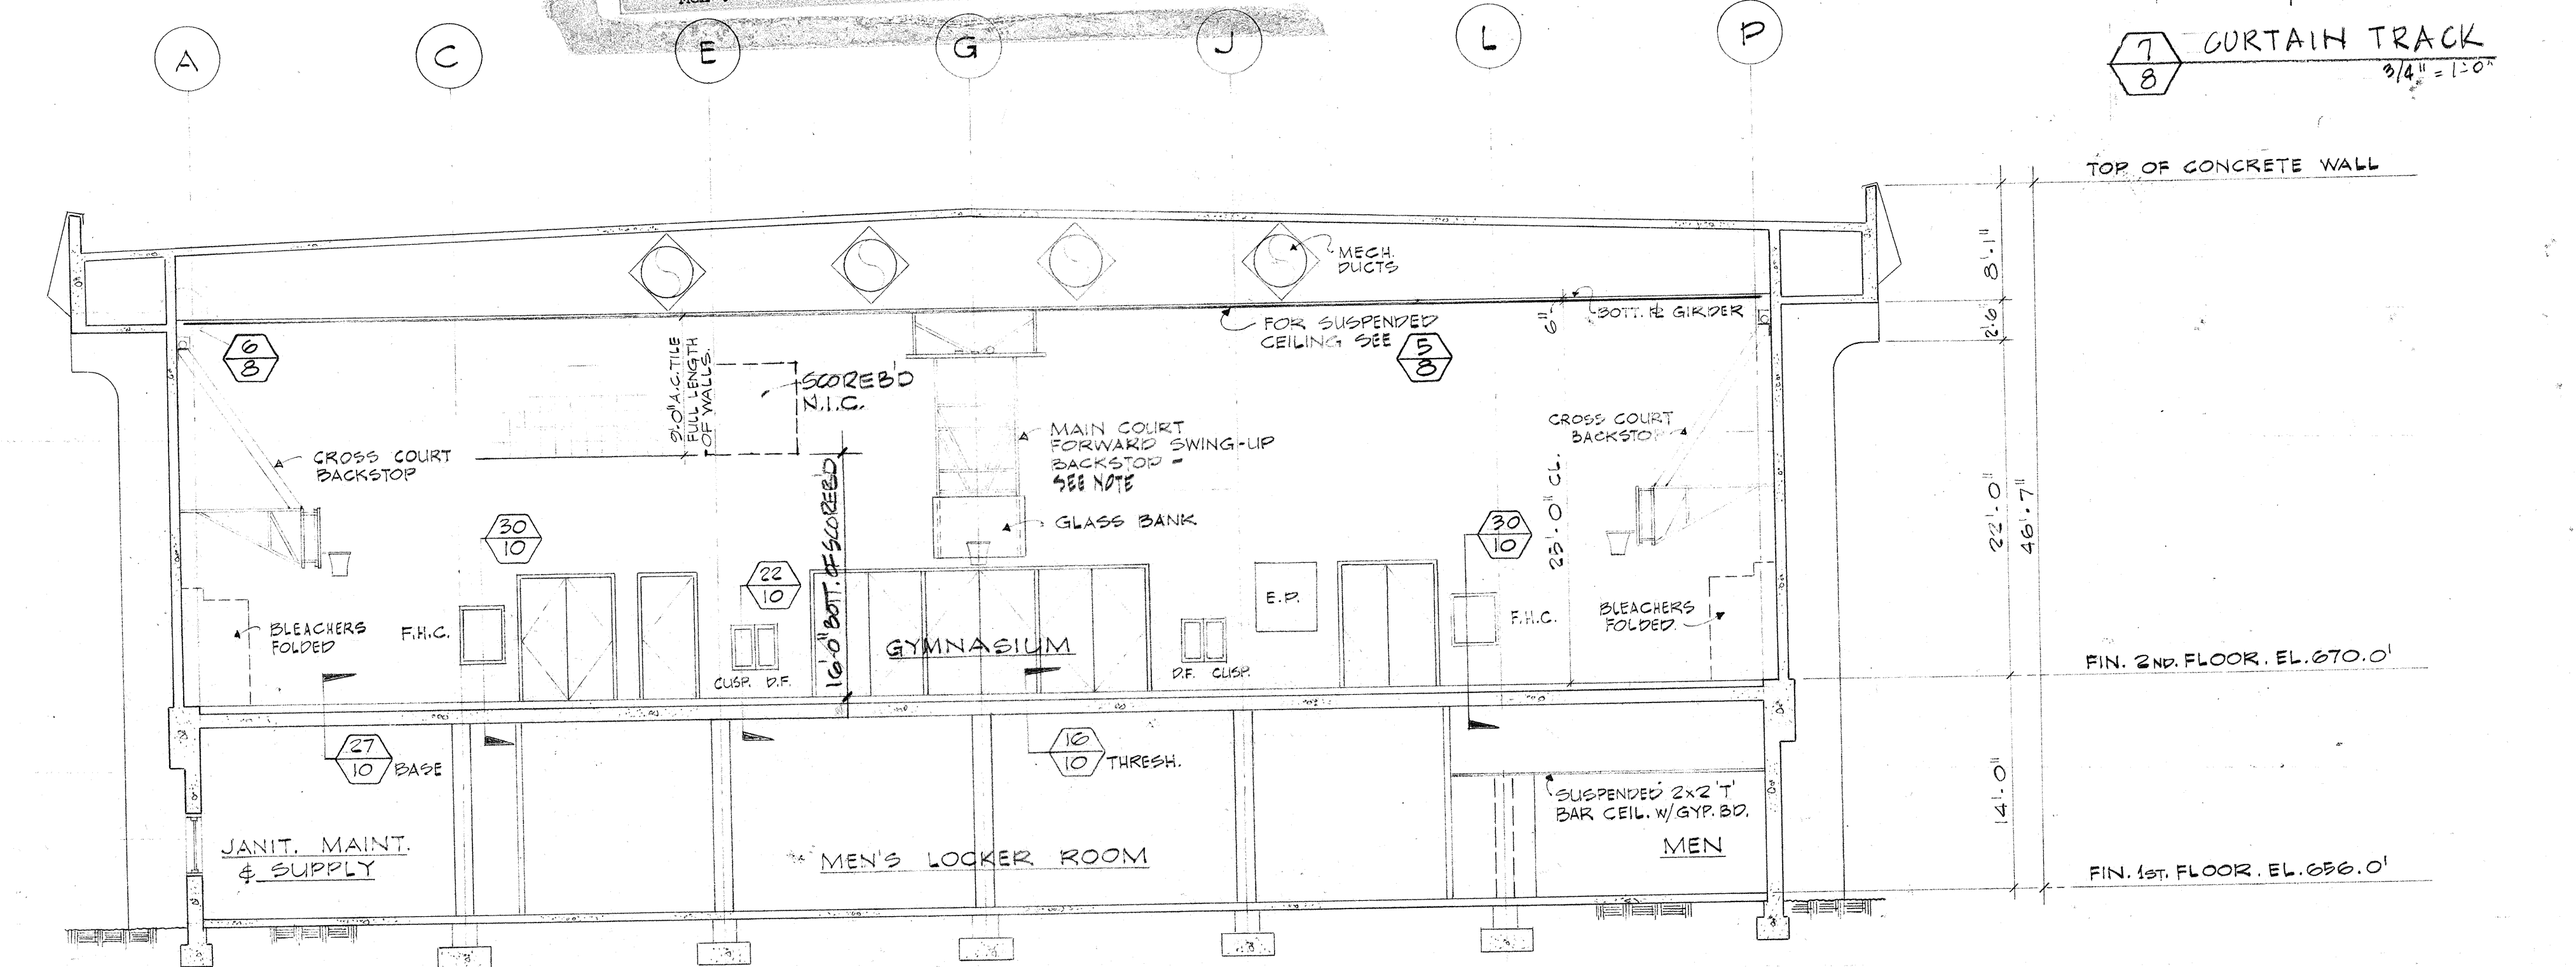 A
C
E
G
J
L
P
7
8
CURTAIN TRACK
3/4" = 1'-0"
TOP OF CONCRETE WALL
MECH.
DUCTS
8'-1"
2'-6"
BOTT. PL GIRDER
6"
FOR SUSPENDED
CEILING SEE
5
8
6
8
9'-0" A.C. TILE
FULL LENGTH
OF WALLS.
SCOREB'D
N.I.C.
MAIN COURT
FORWARD SWING-UP
BACKSTOP -
SEE NOTE
CROSS COURT
BACKSTOP
CROSS COURT
BACKSTOP
GLASS BANK
30
10
30
10
23'-0" CL.
22'-0"
46'-7"
16'-0" BOTT. OF SCOREB'D
22
10
BLEACHERS
FOLDED
F.H.C.
CUSP. D.F.
GYMNASIUM
D.F. CUSP.
E.P.
F.H.C.
BLEACHERS
FOLDED.
FIN. 2ND. FLOOR. EL. 670.0'
27
10
BASE
16
10
THRESH.
SUSPENDED 2x2 'T'
BAR CEIL. W/GYP. BD.
14'-0"
JANIT. MAINT.
& SUPPLY
MEN'S LOCKER ROOM
MEN
FIN. 1ST. FLOOR. EL. 656.0'